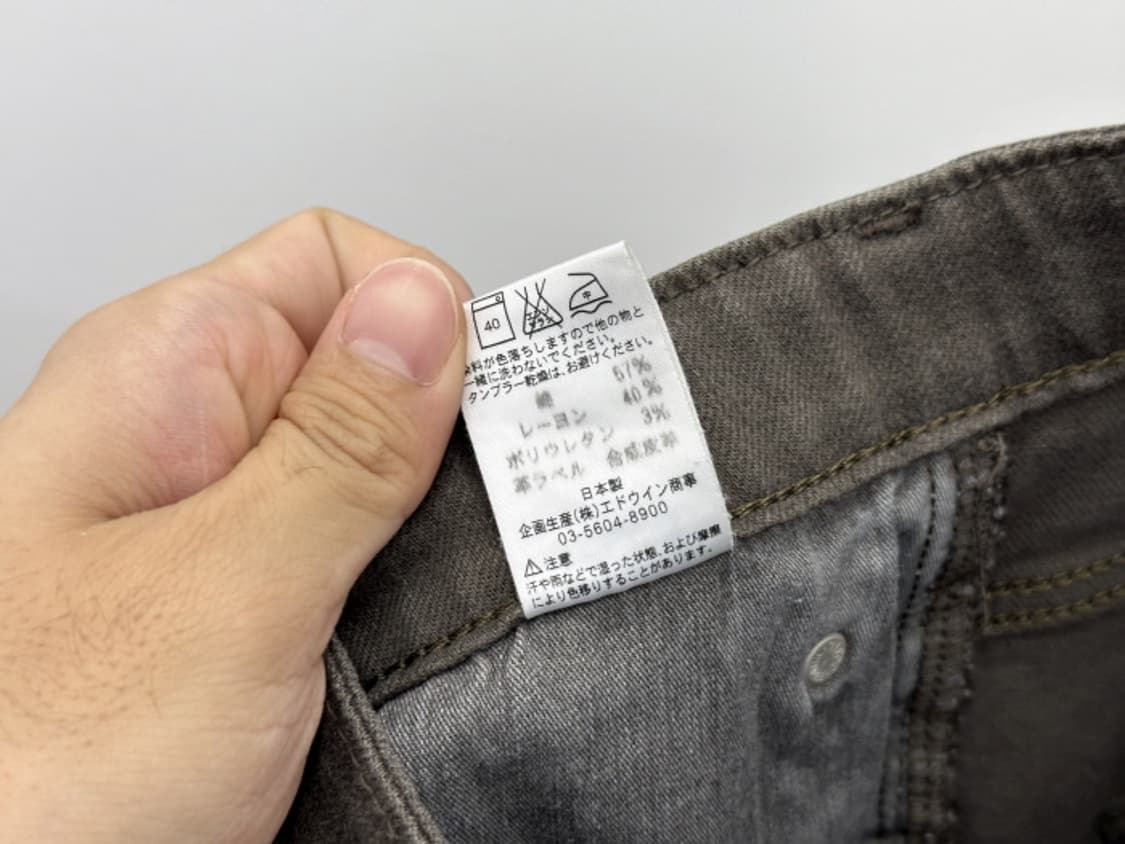 40
エンソ
サラシ
中
染料が色落ちしますので他の物と
一緒に洗わないでください。
タンブラー乾燥は、お避けください。
綿 57%
レーヨン 40%
ポリウレタン 3%
革ラベル 合成皮革
日本製
企画生産(株)エドウイン商事
03-5604-8900
注意
汗や雨などで湿った状態、および摩擦
により色移りすることがあります。